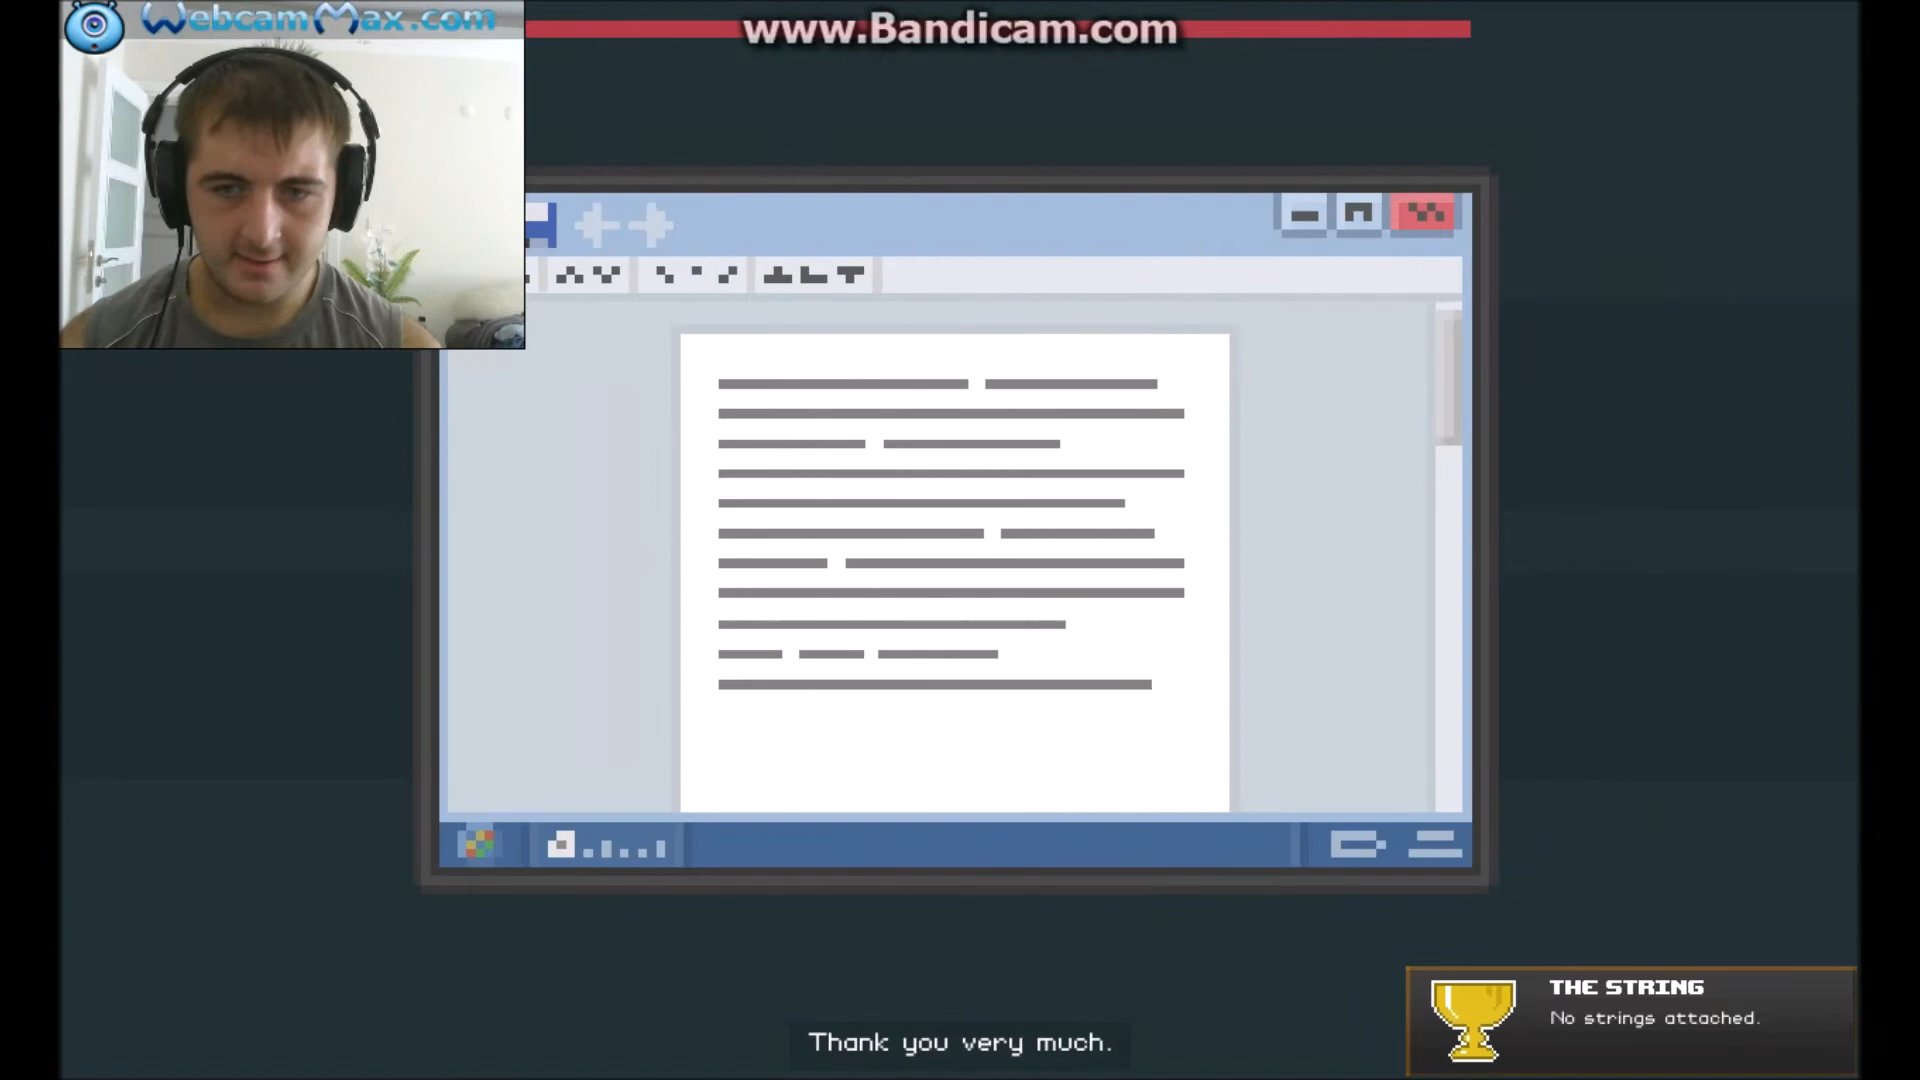 WebcamMax.com
www.Bandicam.com
THE STRING
No strings attached.
Thank you very much.